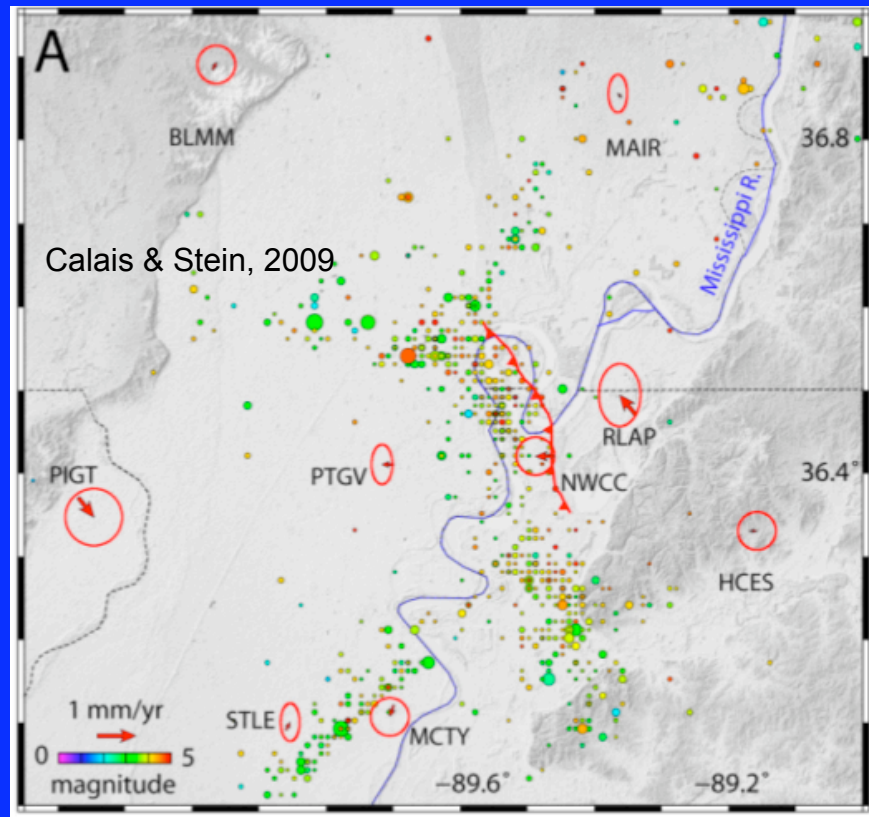 A
BLMM
MAIR
36.8
Mississippi R.
Calais & Stein, 2009
RLAP
PTGV
NWCC
36.4°
PIGT
HCES
1 mm/yr
STLE
MCTY
0 5
magnitude
−89.6° −89.2°